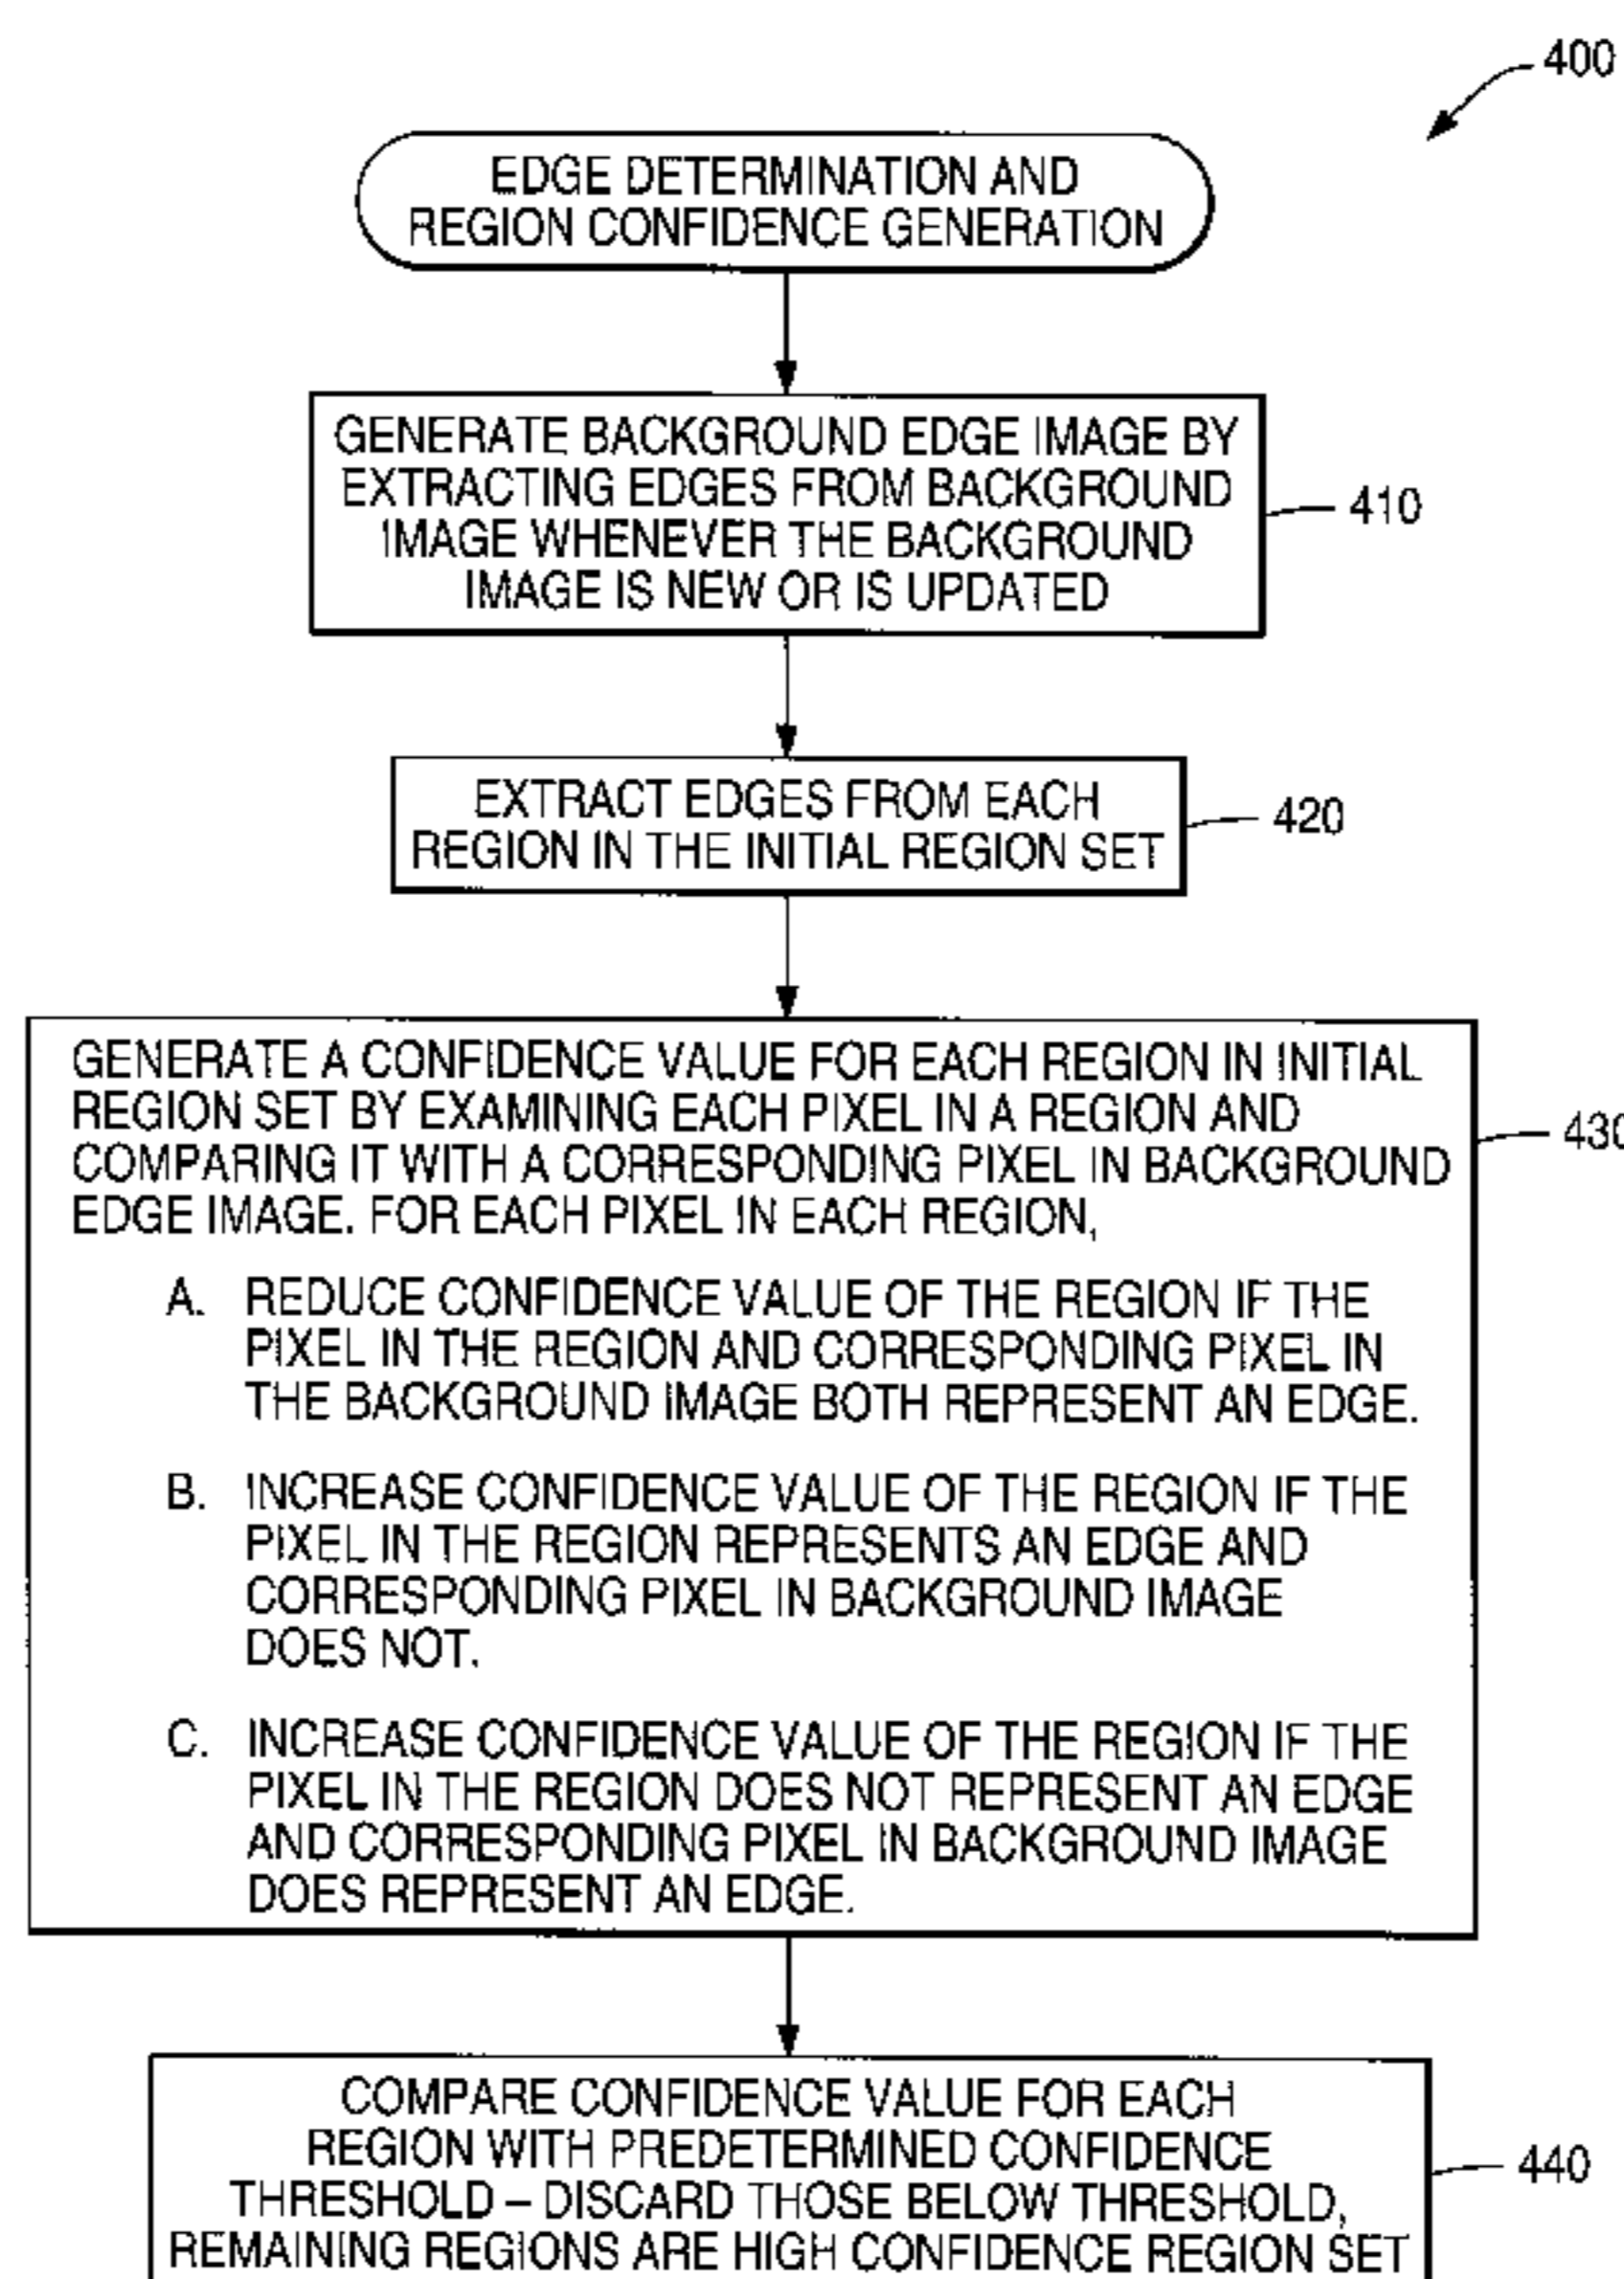 400
EDGE DETERMINATION AND
REGION CONFIDENCE GENERATION
GENERATE BACKGROUND EDGE IMAGE BY
EXTRACTING EDGES FROM BACKGROUND
IMAGE WHENEVER THE BACKGROUND
IMAGE IS NEW OR IS UPDATED
410
EXTRACT EDGES FROM EACH
REGION IN THE INITIAL REGION SET
420
GENERATE A CONFIDENCE VALUE FOR EACH REGION IN INITIAL
REGION SET BY EXAMINING EACH PIXEL IN A REGION AND
COMPARING IT WITH A CORRESPONDING PIXEL IN BACKGROUND
EDGE IMAGE. FOR EACH PIXEL IN EACH REGION,
430
A. REDUCE CONFIDENCE VALUE OF THE REGION IF THE
PIXEL IN THE REGION AND CORRESPONDING PIXEL IN
THE BACKGROUND IMAGE BOTH REPRESENT AN EDGE.
B. INCREASE CONFIDENCE VALUE OF THE REGION IF THE
PIXEL IN THE REGION REPRESENTS AN EDGE AND
CORRESPONDING PIXEL IN BACKGROUND IMAGE
DOES NOT.
C. INCREASE CONFIDENCE VALUE OF THE REGION IF THE
PIXEL IN THE REGION DOES NOT REPRESENT AN EDGE
AND CORRESPONDING PIXEL IN BACKGROUND IMAGE
DOES REPRESENT AN EDGE.
COMPARE CONFIDENCE VALUE FOR EACH
REGION WITH PREDETERMINED CONFIDENCE
THRESHOLD – DISCARD THOSE BELOW THRESHOLD,
REMAINING REGIONS ARE HIGH CONFIDENCE REGION SET
440